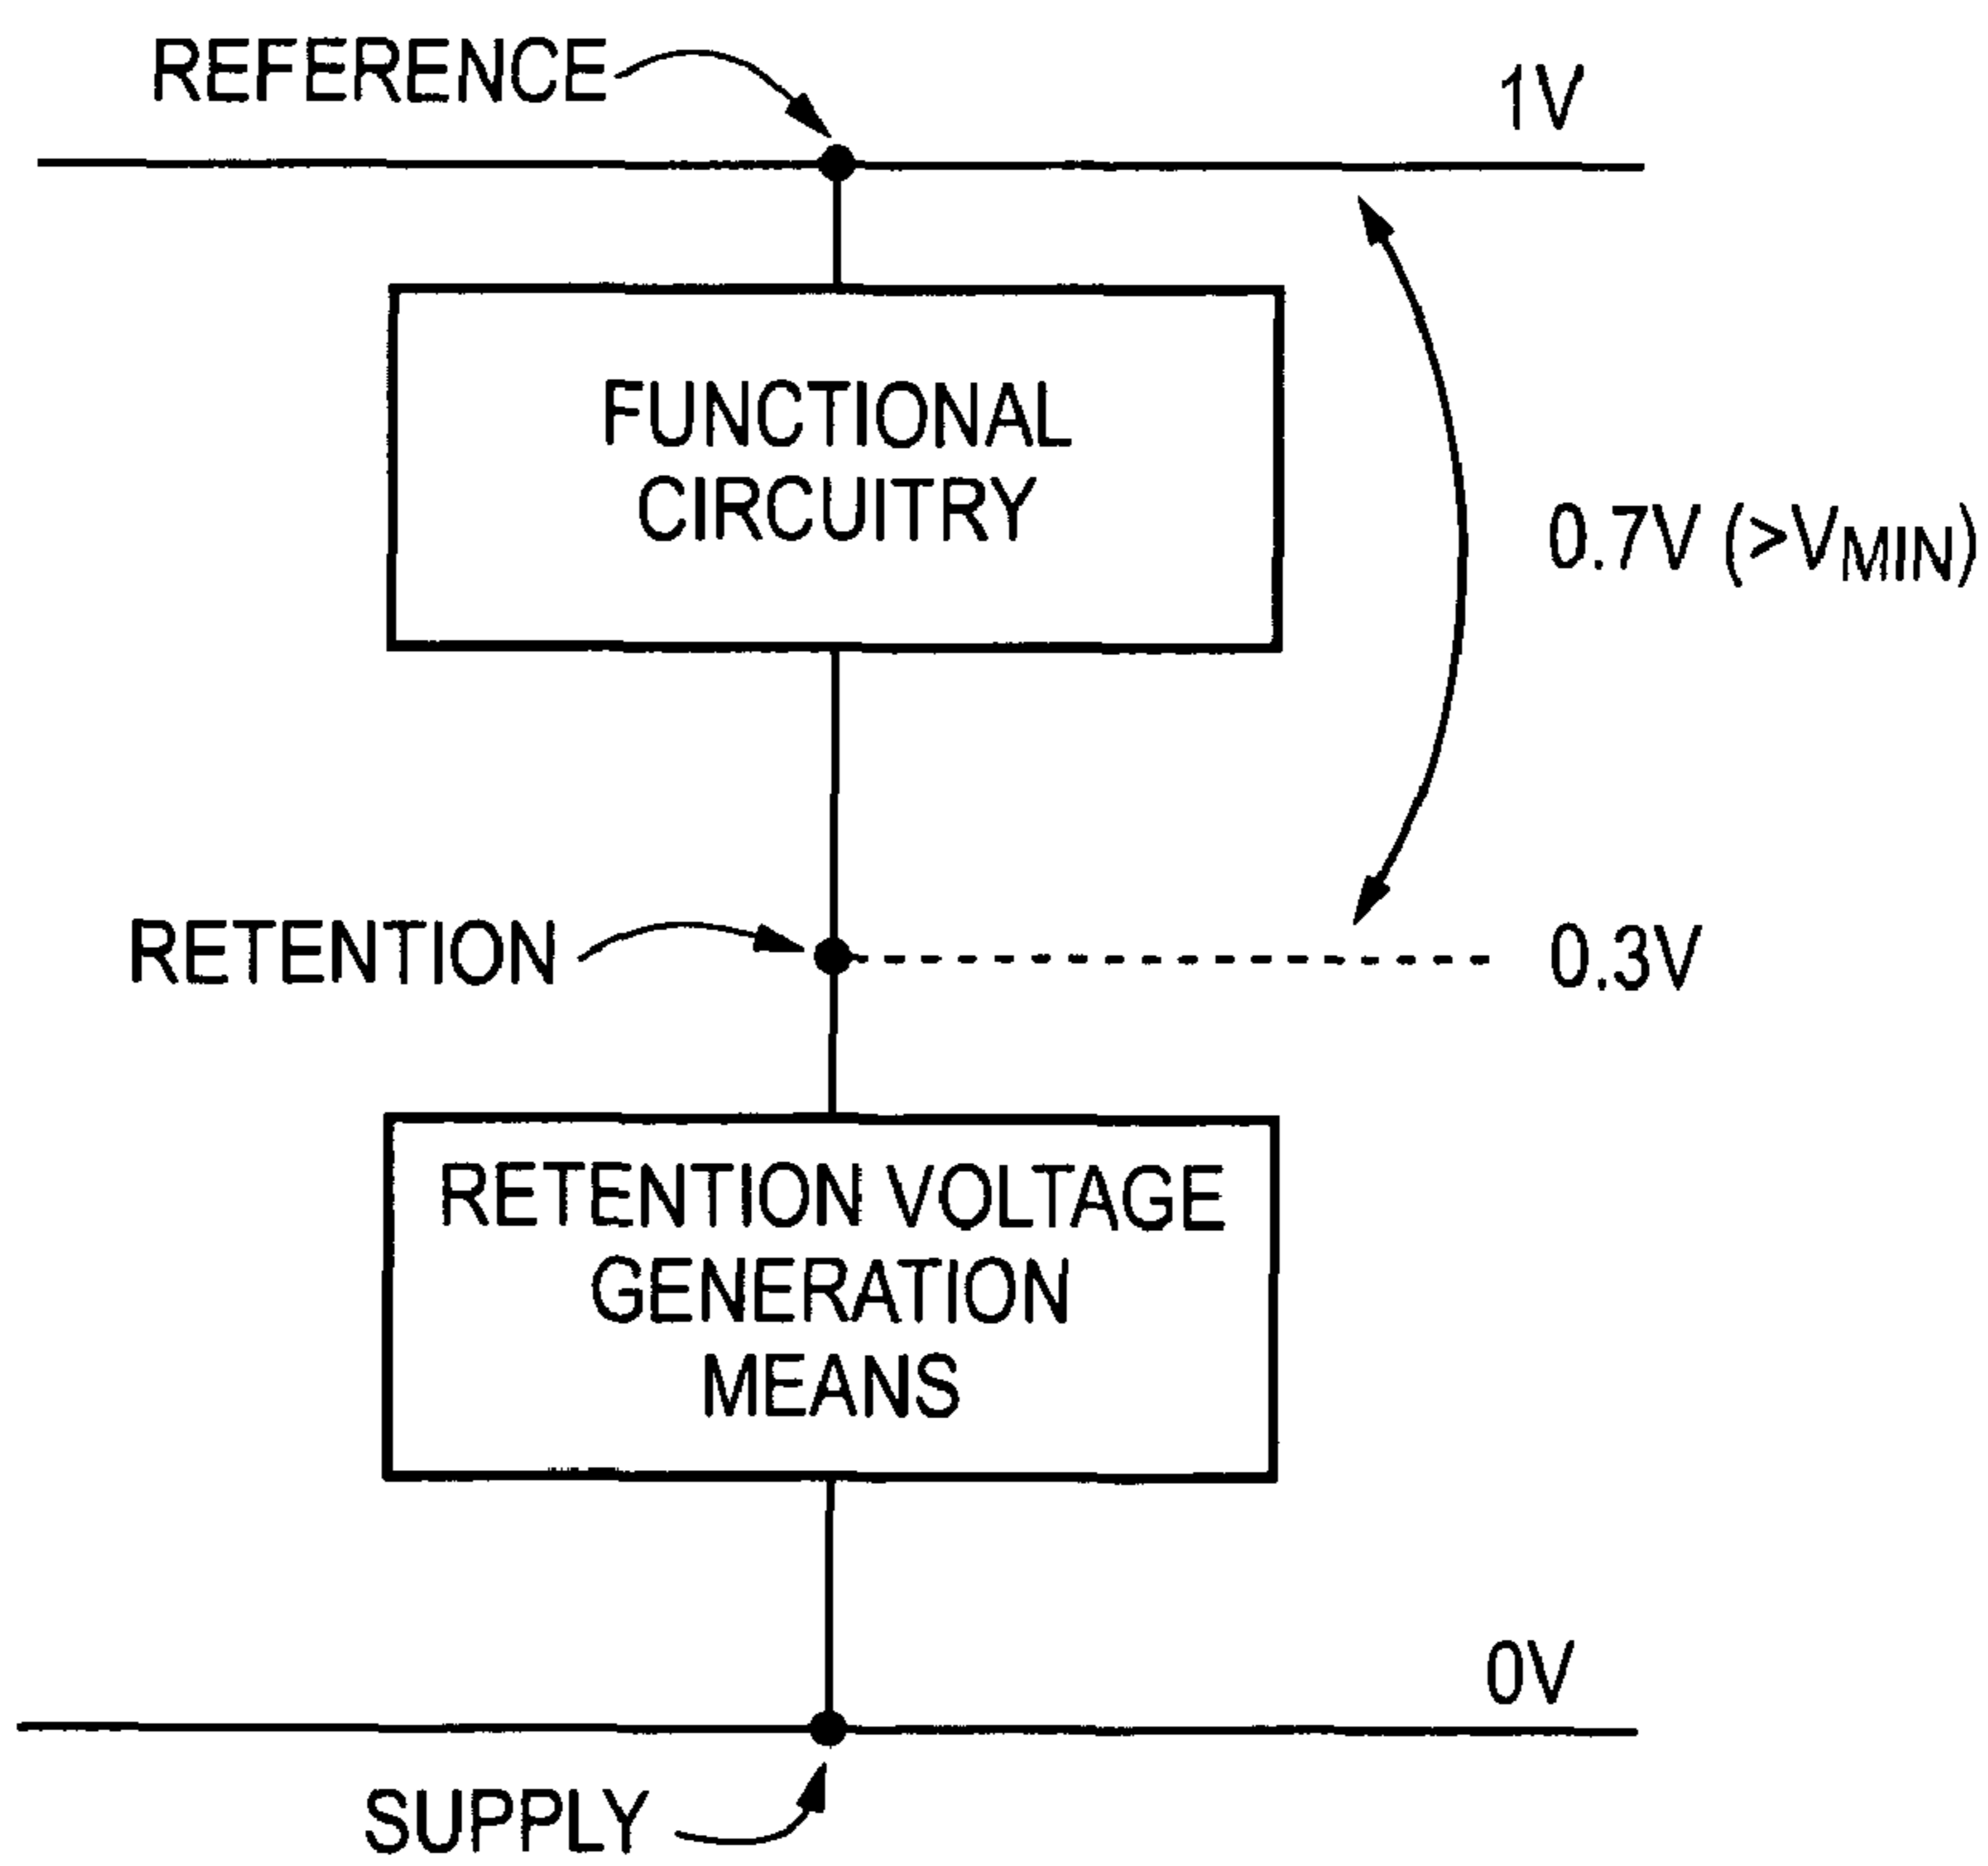 REFERENCE
1V
FUNCTIONAL
CIRCUITRY
0.7V (>VMIN)
RETENTION
0.3V
RETENTION VOLTAGE
GENERATION
MEANS
0V
SUPPLY